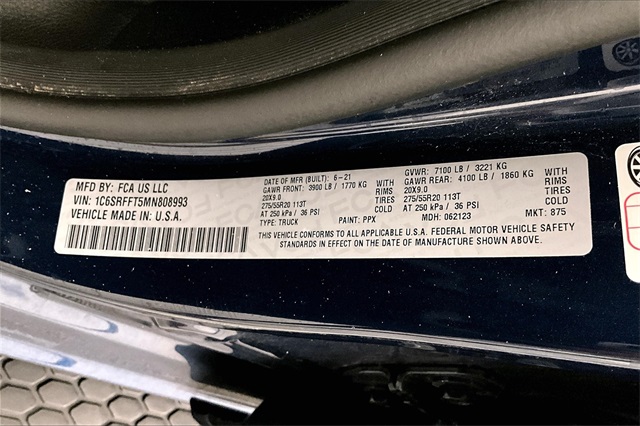 MFD BY: FCA US LLC
VIN: 1C6SRFFT5MN808993
VEHICLE MADE IN: U.S.A.
DATE OF MFR (BUILT): 6-21
GAWR FRONT: 3900 LB / 1770 KG WITH
20X9.0 RIMS
275/55R20 113T TIRES
AT 250 kPa / 36 PSI COLD
TYPE: TRUCK PAINT: PPX
GVWR: 7100 LB / 3221 KG
GAWR REAR: 4100 LB / 1860 KG WITH
20X9.0 RIMS
275/55R20 113T TIRES
AT 250 kPa / 36 PSI COLD
MDH: 062123 MKT: 875
THIS VEHICLE CONFORMS TO ALL APPLICABLE U.S.A. FEDERAL MOTOR VEHICLE SAFETY
STANDARDS IN EFFECT ON THE DATE OF MANUFACTURE SHOWN ABOVE.